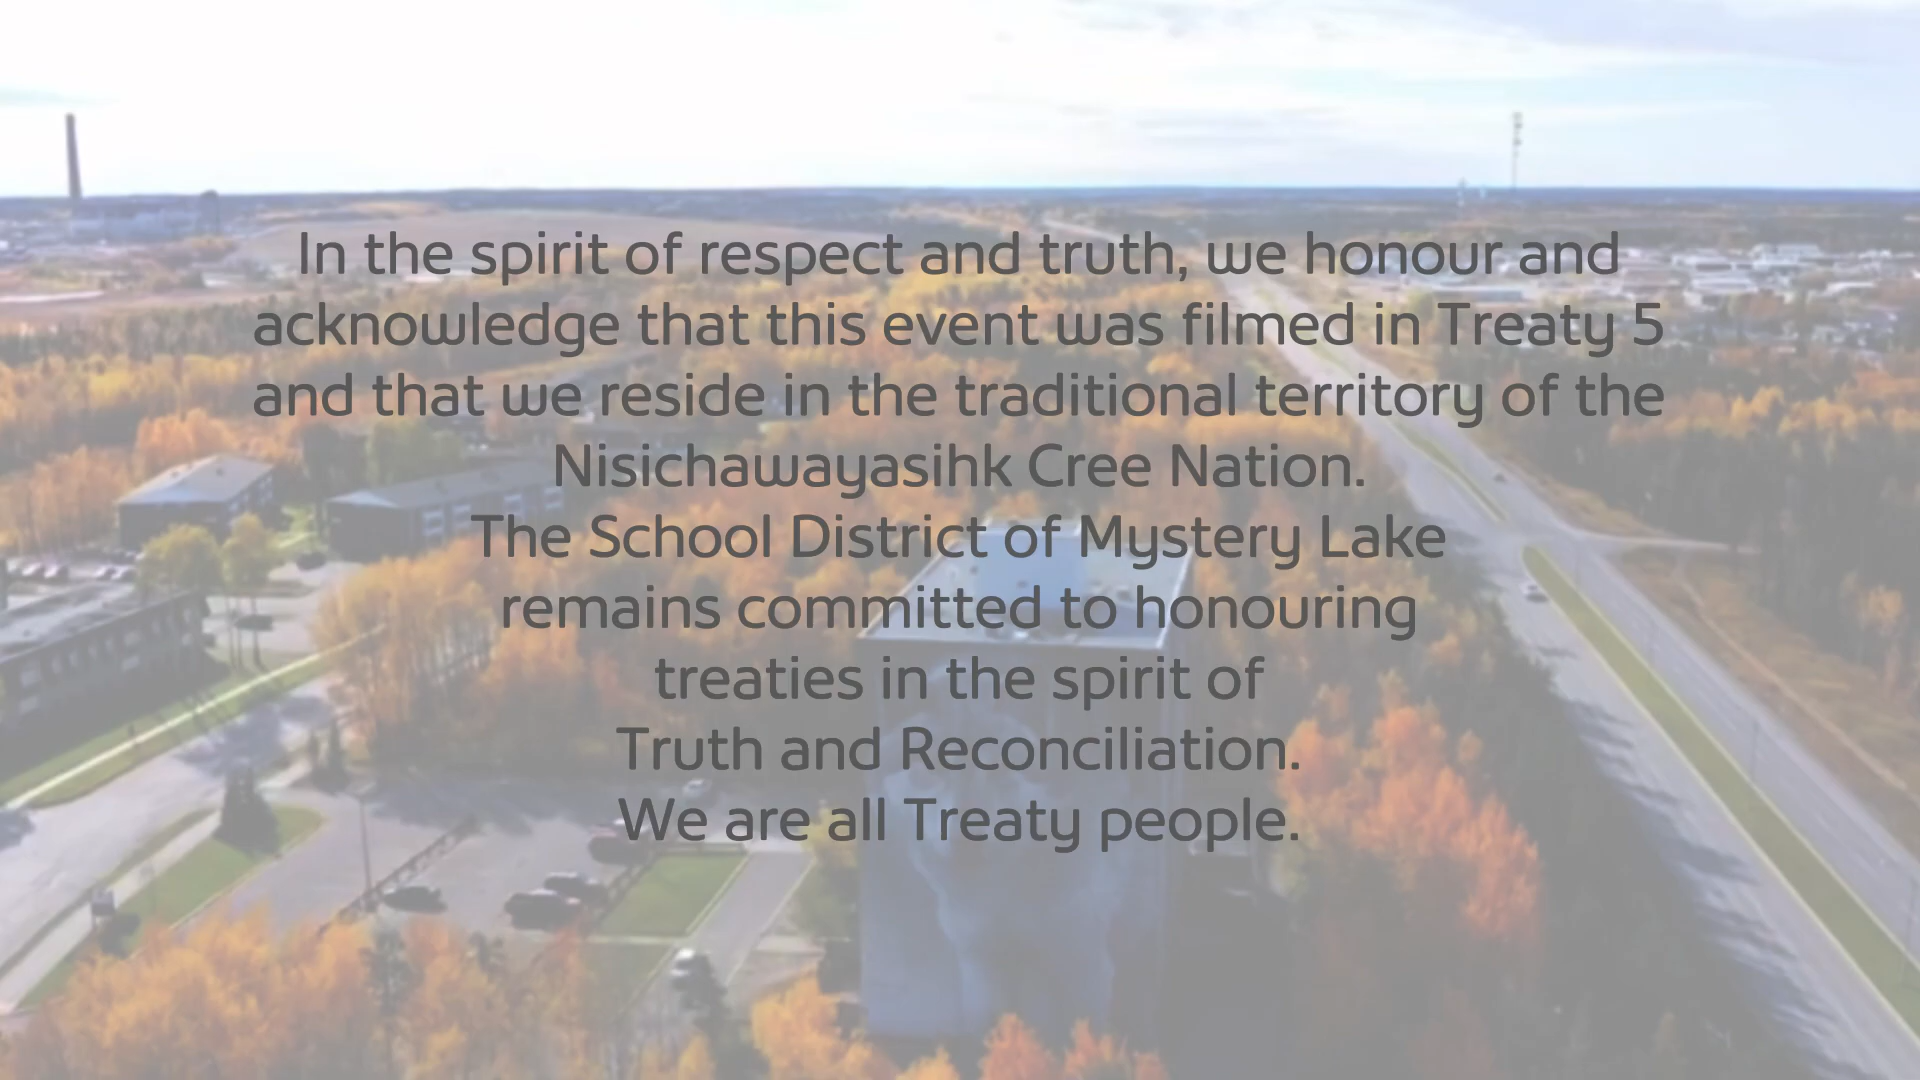 In the spirit of respect and truth, we honour and
acknowledge that this event was filmed in Treaty 5
and that we reside in the traditional territory of the
Nisichawayasihk Cree Nation.
The School District of Mystery Lake
remains committed to honouring
treaties in the spirit of
Truth and Reconciliation.
We are all Treaty people.